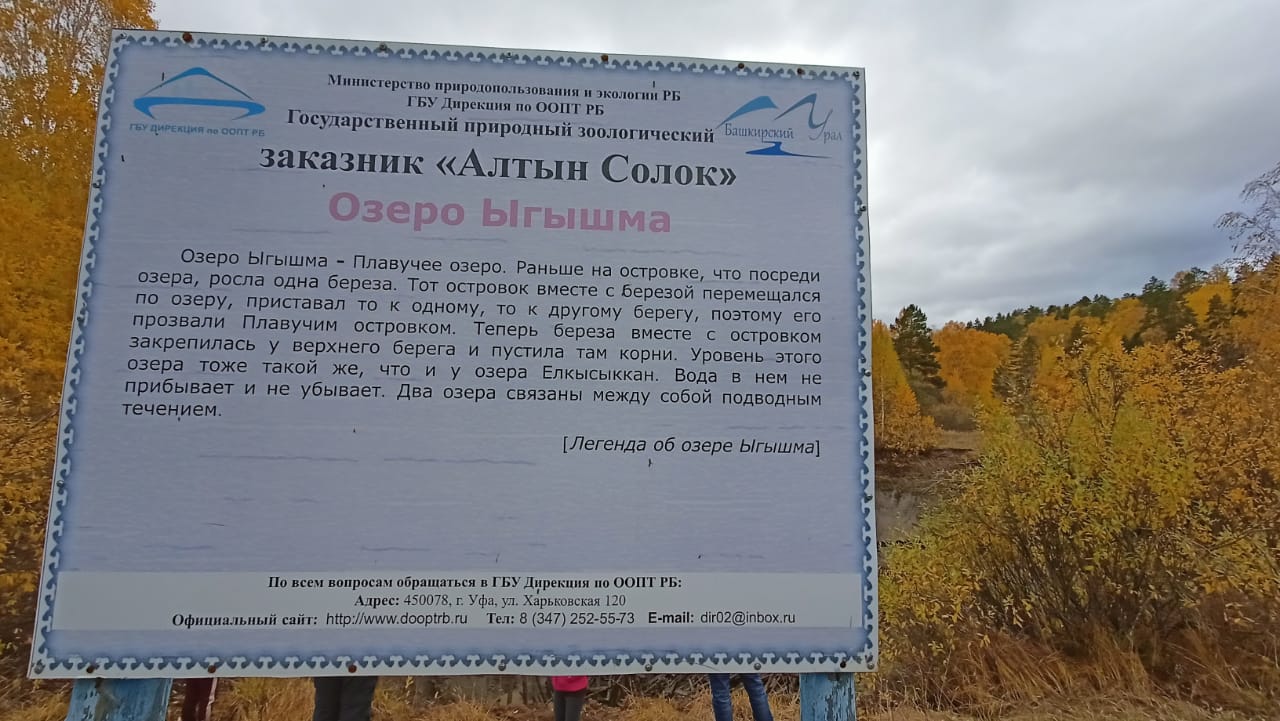 ГБУ ДИРЕКЦИЯ по ООПТ РБ
Министерство природопользования и экологии РБ
ГБУ Дирекция по ООПТ РБ
Государственный природный зоологический
Башкирский Урал
заказник «Алтын Солок»
Озеро Ыгышма
Озеро Ыгышма – Плавучее озеро. Раньше на островке, что посреди
озера, росла одна береза. Тот островок вместе с березой перемещался
по озеру, приставал то к одному, то к другому берегу, поэтому его
прозвали Плавучим островком. Теперь береза вместе с островком
закрепилась у верхнего берега и пустила там корни. Уровень этого
озера тоже такой же, что и у озера Елкысыккан. Вода в нем не
прибывает и не убывает. Два озера связаны между собой подводным
течением.
[Легенда об озере Ыгышма]
По всем вопросам обращаться в ГБУ Дирекция по ООПТ РБ:
Адрес: 450078, г. Уфа, ул. Харьковская 120
Официальный сайт: http://www.dooptrb.ru Тел: 8 (347) 252-55-73 E-mail: dir02@inbox.ru